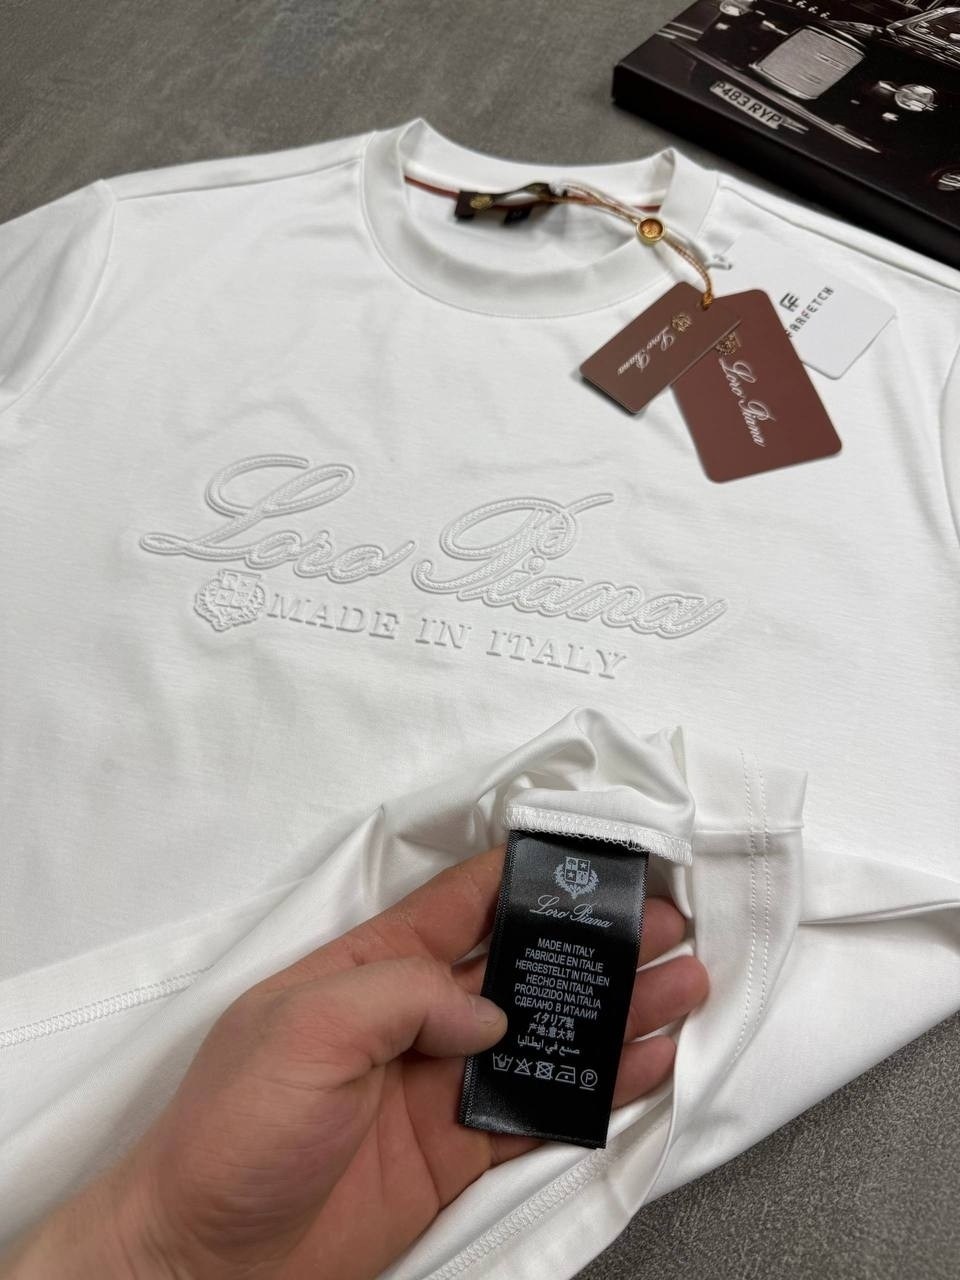 P483 RYP
FARFETCH
Loro Piana
Loro Piana
Loro Piana
MADE IN ITALY
Loro Piana
MADE IN ITALY
FABRIQUE EN ITALIE
HERGESTELLT IN ITALIEN
HECHO EN ITALIA
PRODUZIDO NA ITALIA
СДЕЛАНО В ИТАЛИИ
イタリア製
产地:意大利
صنع في ايطاليا
P